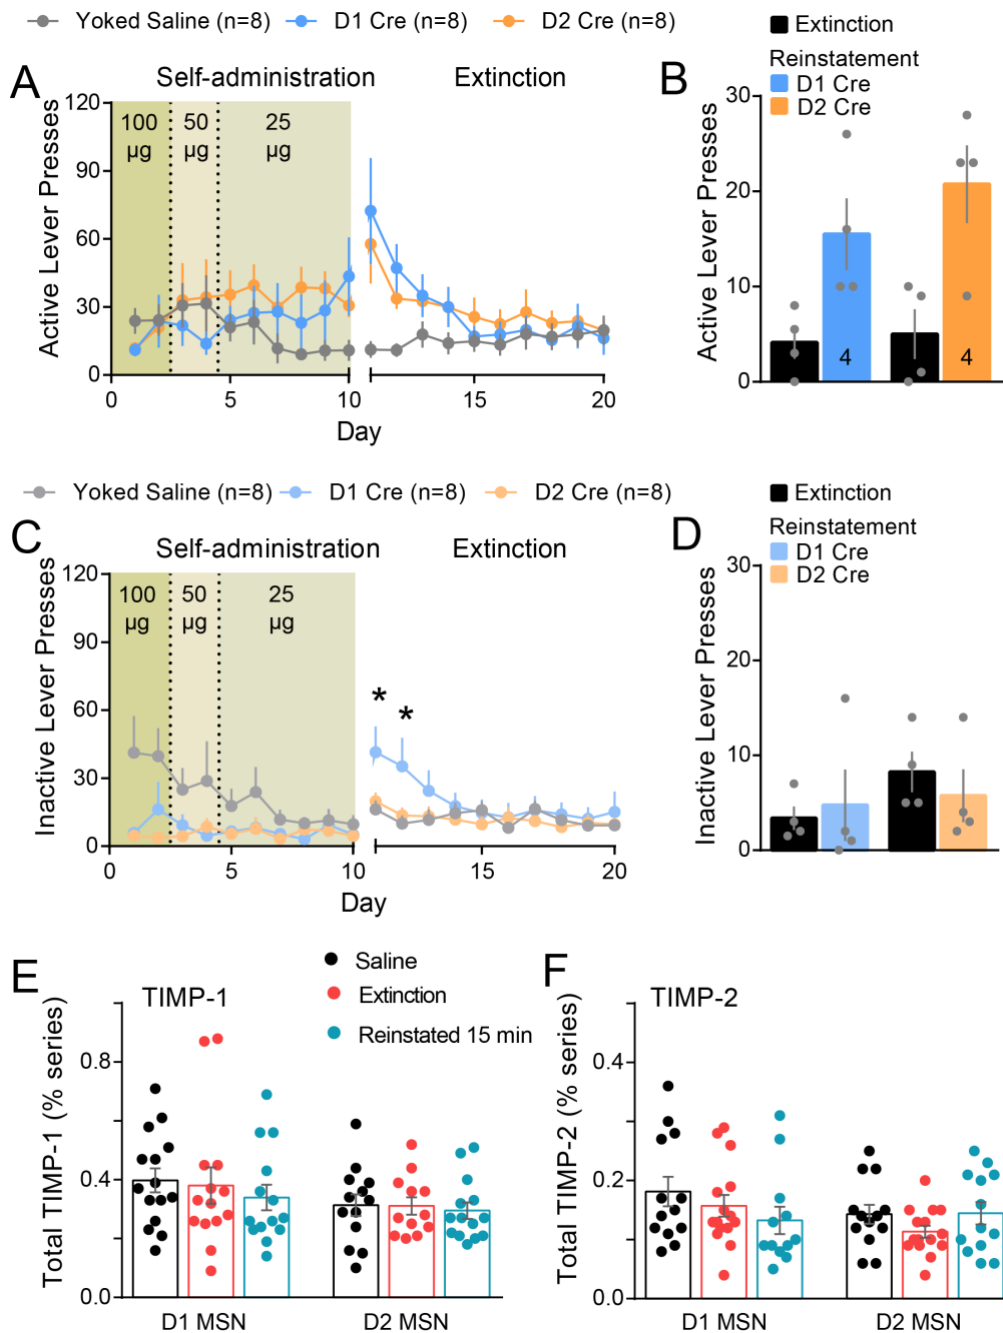 Yoked Saline (n=8) D1 Cre (n=8) D2 Cre (n=8)
A
Self-administration Extinction
120
90
60
30
0
Active Lever Presses
100 µg
50 µg
25 µg
0 5 10 15 20
Day
B
Extinction
Reinstatement
D1 Cre
D2 Cre
30
20
10
0
Active Lever Presses
4 4
Yoked Saline (n=8) D1 Cre (n=8) D2 Cre (n=8)
C
Self-administration Extinction
120
90
60
30
0
Inactive Lever Presses
100 µg
50 µg
25 µg
* *
0 5 10 15 20
Day
D
Extinction
Reinstatement
D1 Cre
D2 Cre
30
20
10
0
Inactive Lever Presses
E
TIMP-1
Saline
Extinction
Reinstated 15 min
Total TIMP-1 (% series)
0.8
0.4
0.0
D1 MSN D2 MSN
F
TIMP-2
Total TIMP-2 (% series)
0.4
0.2
0.0
D1 MSN D2 MSN